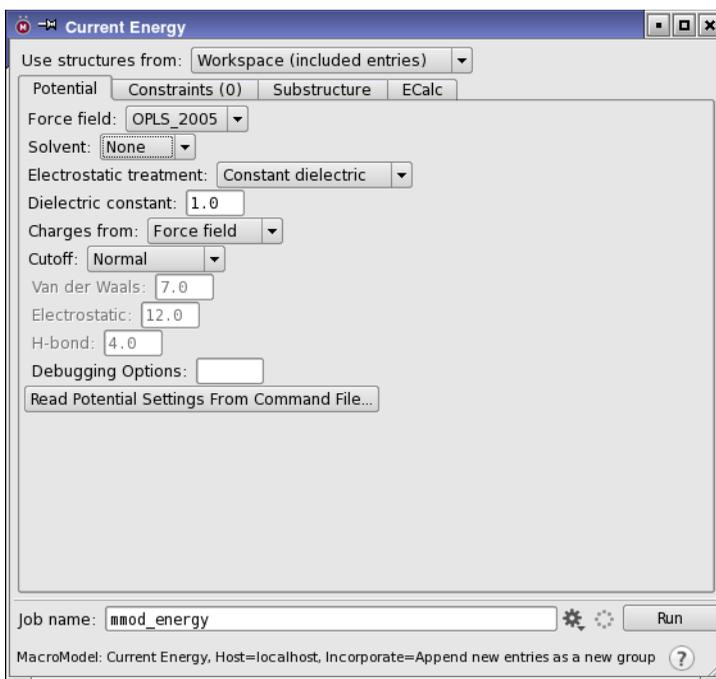 Current Energy
Use structures from: Workspace (included entries)
Potential Constraints (0) Substructure ECalc
Force field: OPLS_2005
Solvent: None
Electrostatic treatment: Constant dielectric
Dielectric constant: 1.0
Charges from: Force field
Cutoff: Normal
Van der Waals: 7.0
Electrostatic: 12.0
H-bond: 4.0
Debugging Options:
Read Potential Settings From Command File...
Job name: mmod_energy Run
MacroModel: Current Energy, Host=localhost, Incorporate=Append new entries as a new group ?